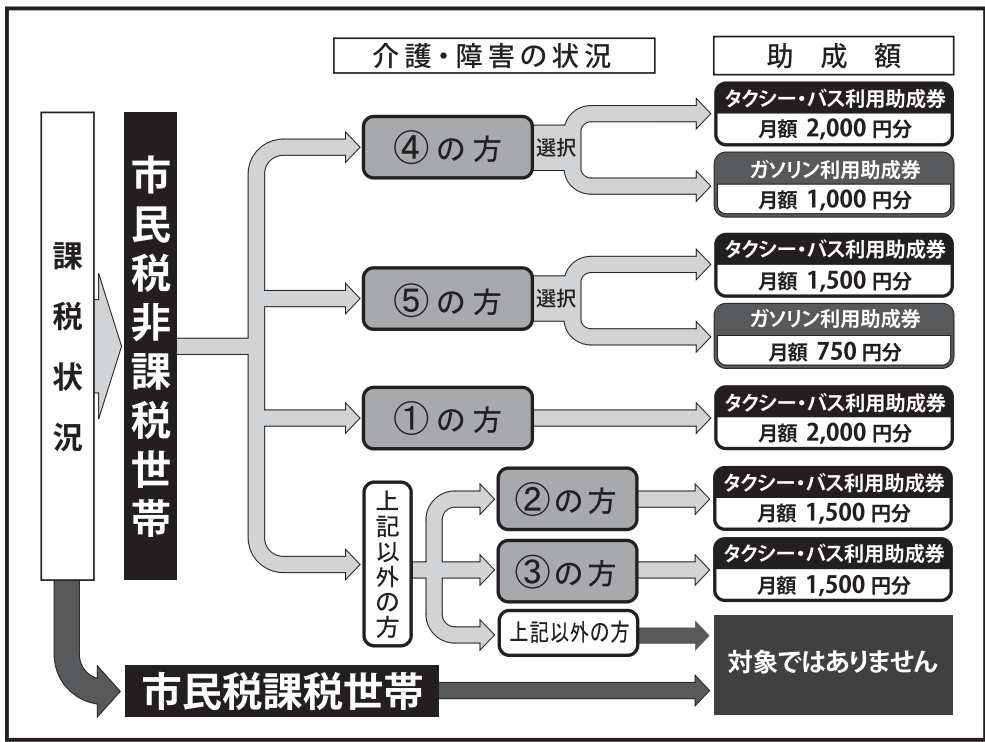 介護・障害の状況
助成額
課税状況
市民税非課税世帯
④の方
選択
タクシー・バス利用助成券
月額 2,000 円分
ガソリン利用助成券
月額 1,000 円分
⑤の方
選択
タクシー・バス利用助成券
月額 1,500 円分
ガソリン利用助成券
月額 750 円分
①の方
タクシー・バス利用助成券
月額 2,000 円分
上記以外の方
②の方
タクシー・バス利用助成券
月額 1,500 円分
③の方
タクシー・バス利用助成券
月額 1,500 円分
上記以外の方
対象ではありません
市民税課税世帯